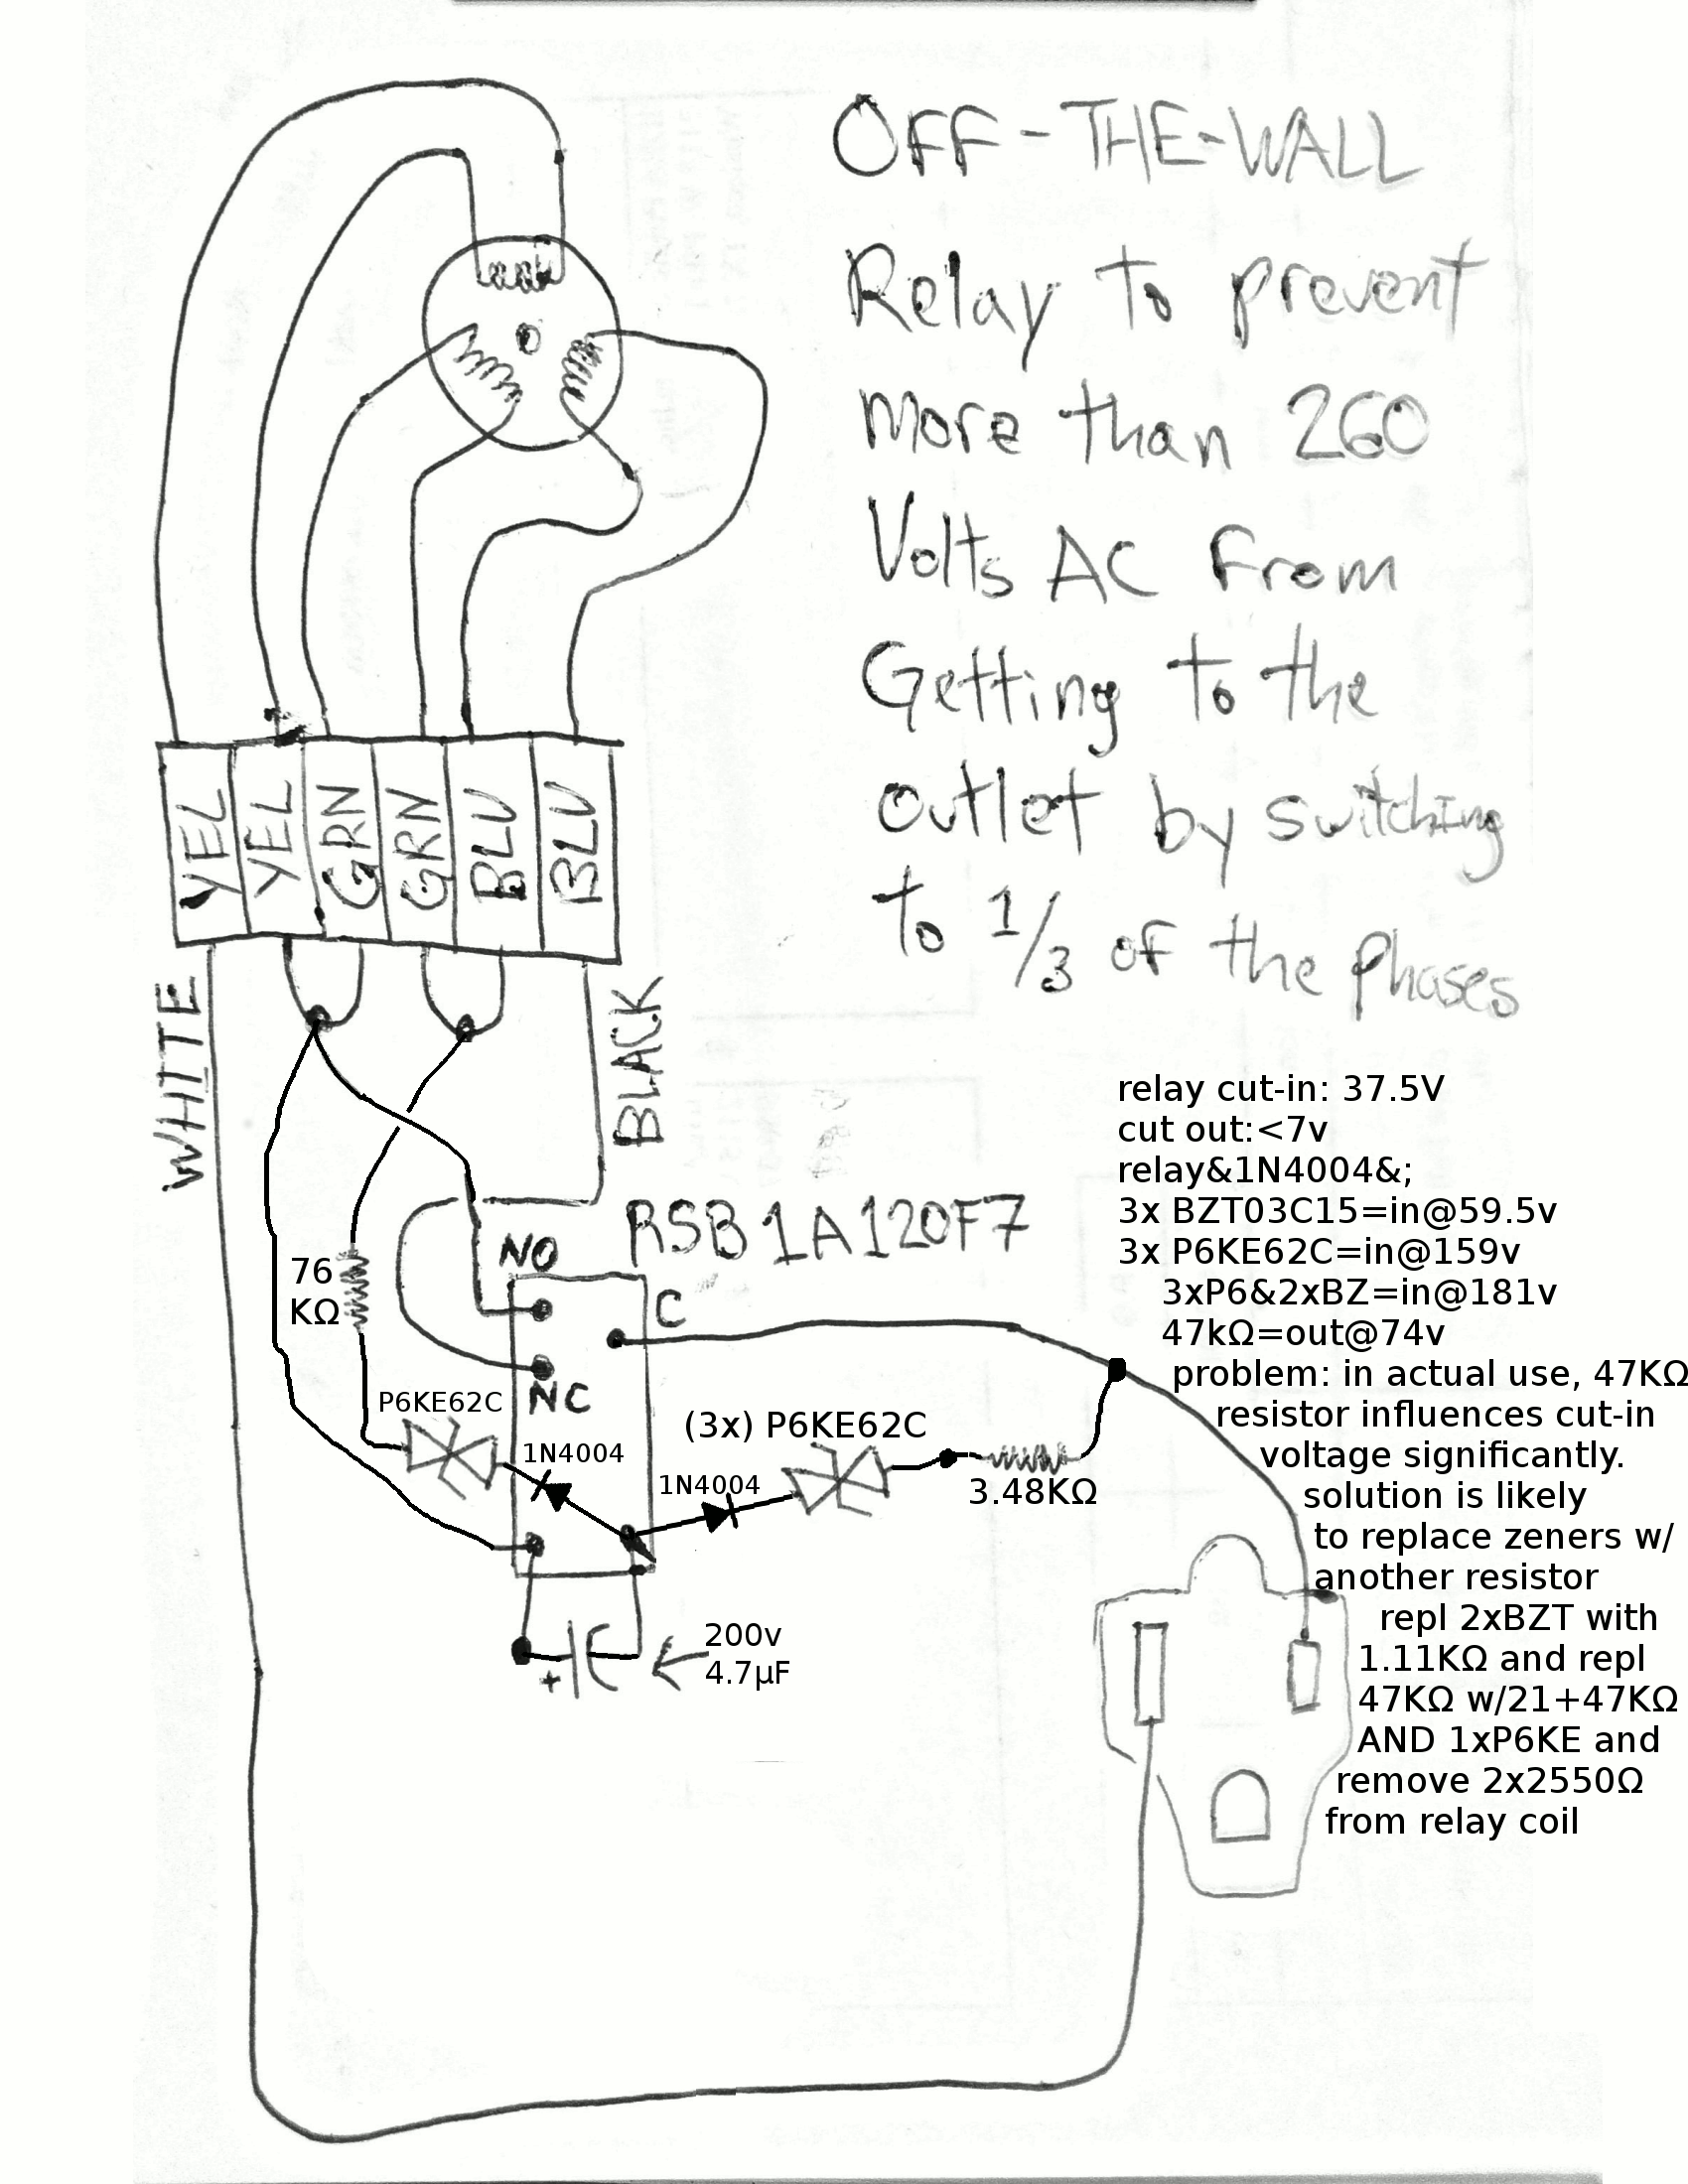 OFF-THE-WALL
Relay to prevent
more than 260
Volts AC from
Getting to the
outlet by switching
to 1/3 of the phases
YEL
YEL
GRN
GRN
BLU
BLU
WHITE
BLACK
relay cut-in: 37.5V
cut out:<7v
relay&1N4004&;
3x BZT03C15=in@59.5v
3x P6KE62C=in@159v
3xP6&2xBZ=in@181v
47kΩ=out@74v
problem: in actual use, 47KΩ
resistor influences cut-in
voltage significantly.
solution is likely
to replace zeners w/
another resistor
repl 2xBZT with
1.11KΩ and repl
47KΩ w/21+47KΩ
AND 1xP6KE and
remove 2x2550Ω
from relay coil
RSB1A120F7
NO
C
NC
76
KΩ
P6KE62C
1N4004
1N4004
(3x) P6KE62C
3.48KΩ
+
200v
4.7µF